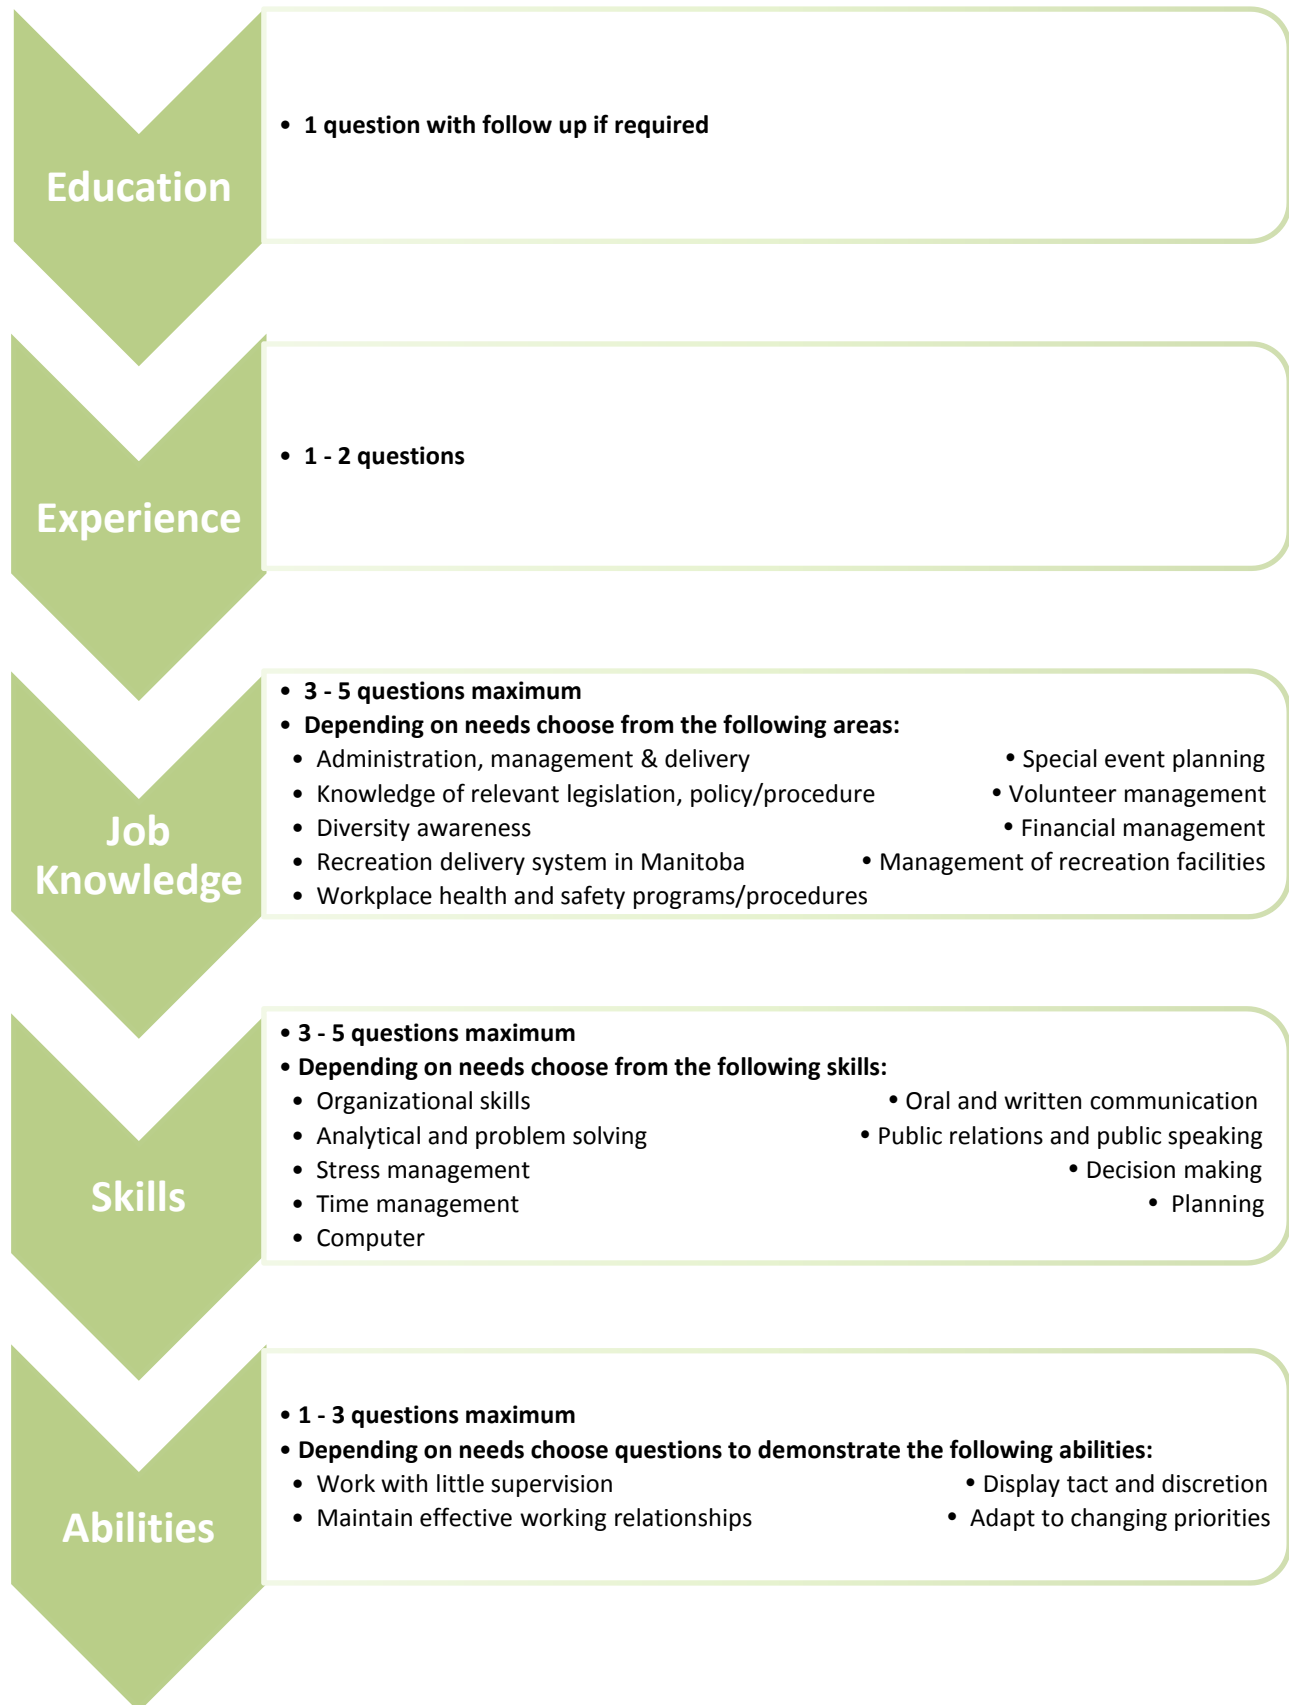 Education
• 1 question with follow up if required
Experience
• 1 - 2 questions
Job
Knowledge
• 3 - 5 questions maximum
• Depending on needs choose from the following areas:
• Administration, management & delivery • Special event planning
• Knowledge of relevant legislation, policy/procedure • Volunteer management
• Diversity awareness • Financial management
• Recreation delivery system in Manitoba • Management of recreation facilities
• Workplace health and safety programs/procedures
Skills
• 3 - 5 questions maximum
• Depending on needs choose from the following skills:
• Organizational skills • Oral and written communication
• Analytical and problem solving • Public relations and public speaking
• Stress management • Decision making
• Time management • Planning
• Computer
Abilities
• 1 - 3 questions maximum
• Depending on needs choose questions to demonstrate the following abilities:
• Work with little supervision • Display tact and discretion
• Maintain effective working relationships • Adapt to changing priorities